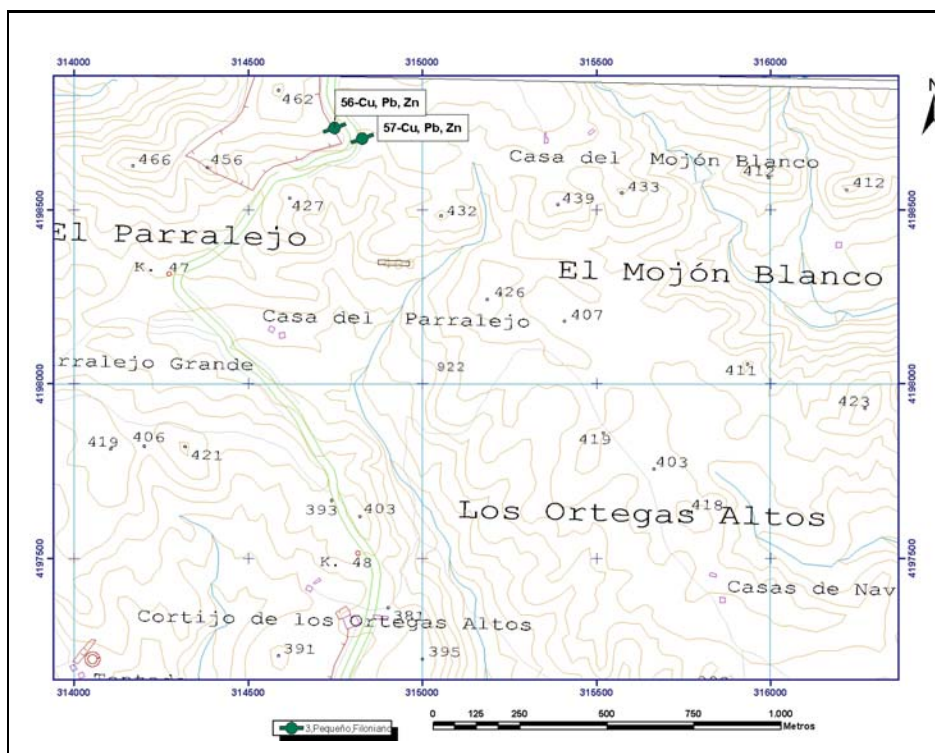 314000 314500 315000 315500 316000
N
56-Cu, Pb, Zn
57-Cu, Pb, Zn
462
466
456
Casa del Mojón Blanco
412
412
439
433
427
432
4198500
4198500
El Parralejo
K. 47
El Mojón Blanco
426
407
Casa del Parralejo
rralejo Grande
922
411
4198000
4198000
423
419
406
421
419
403
393
403
418
Los Ortegas Altos
4197500
4197500
K. 48
Casas de Nav
381
Cortijo de los Ortegas Altos
391
395
314000 314500 315000 315500 316000
3,Pequeño,Filoniano
0 125 250 500 750 1.000
Metros